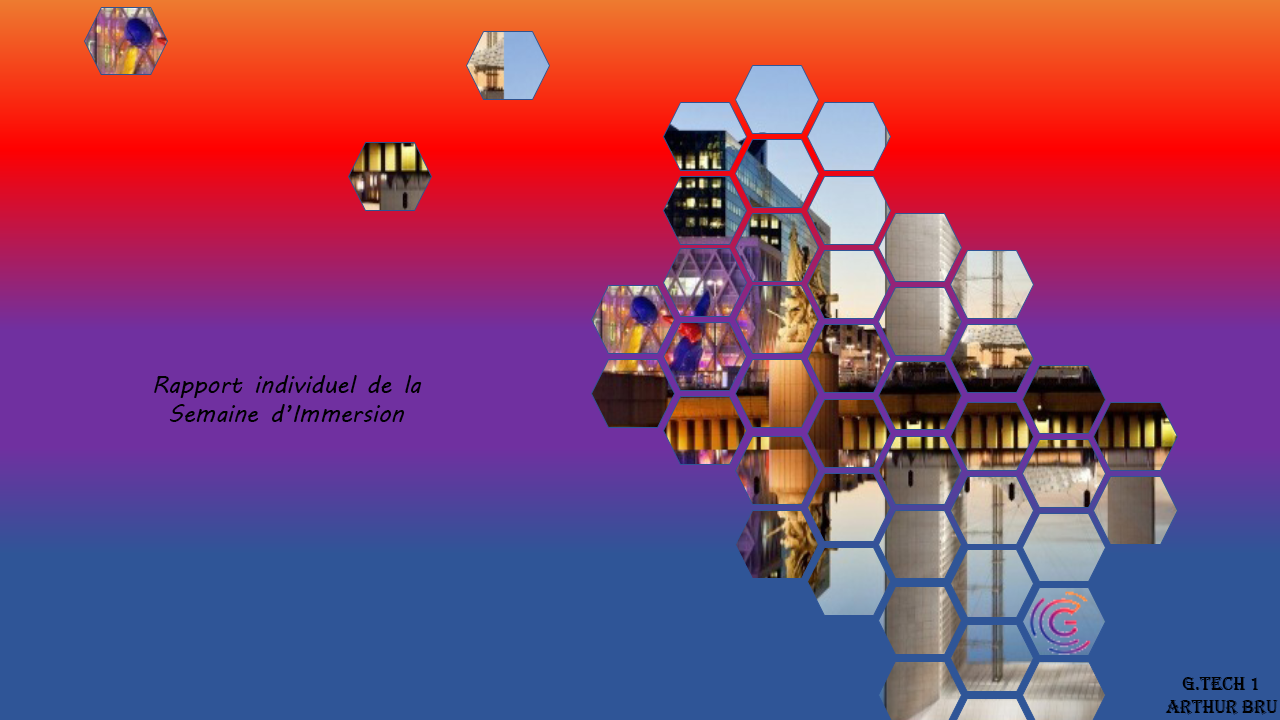 Rapport individuel de la
Semaine d'Immersion
G
G.TECH 1
ARTHUR BRU